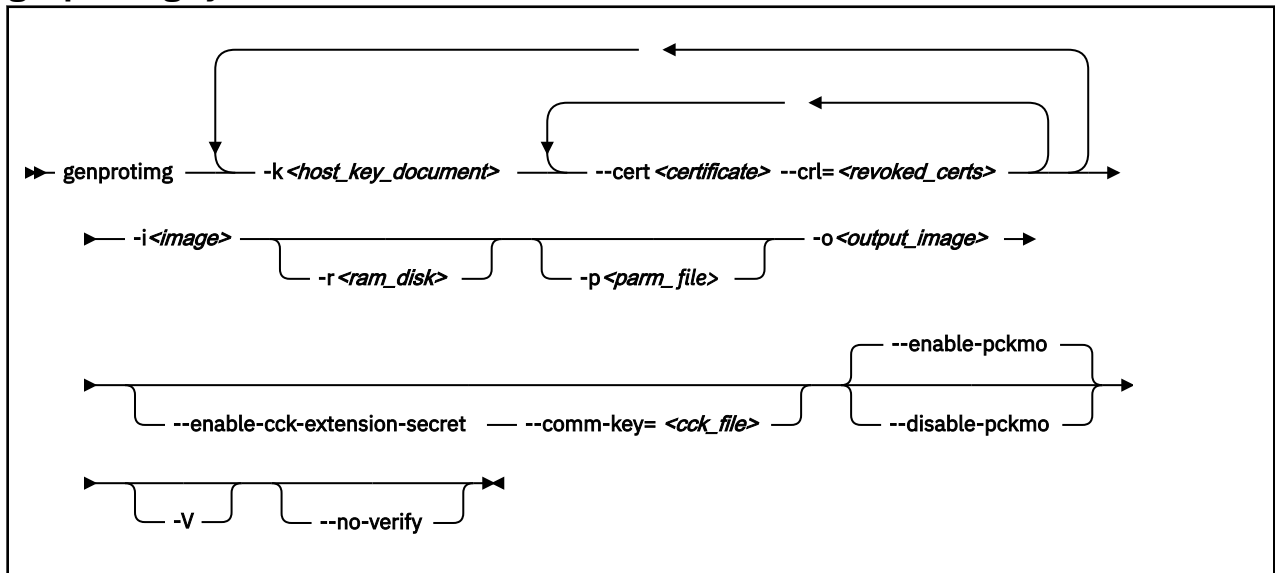 genprotimg -k <host_key_document> --cert <certificate> --crl= <revoked_certs>
-i <image> -o <output_image>
-r <ram_disk> -p <parm_file>
--enable-pckmo
--enable-cck-extension-secret --comm-key= <cck_file> --disable-pckmo
-V --no-verify